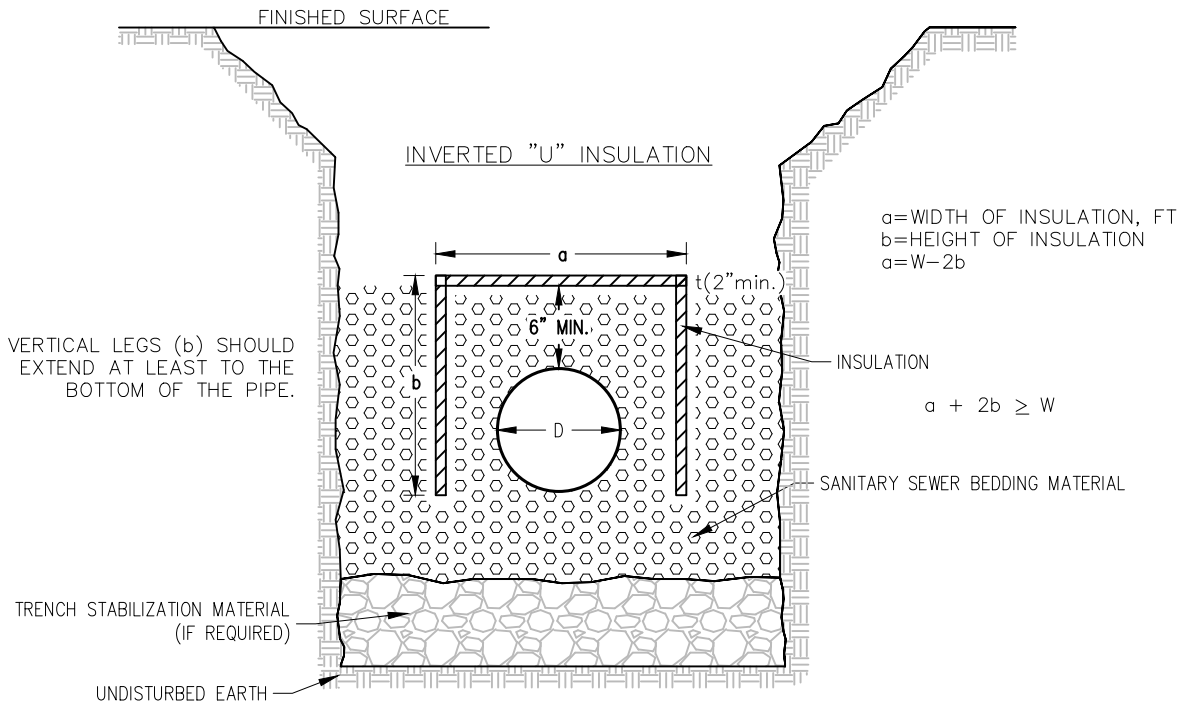 FINISHED SURFACE
INVERTED "U" INSULATION
a=WIDTH OF INSULATION, FT
b=HEIGHT OF INSULATION
a=W-2b
a
t(2"min.)
6" MIN.
VERTICAL LEGS (b) SHOULD
EXTEND AT LEAST TO THE
BOTTOM OF THE PIPE.
b
INSULATION
a + 2b ≥ W
D
SANITARY SEWER BEDDING MATERIAL
TRENCH STABILIZATION MATERIAL
(IF REQUIRED)
UNDISTURBED EARTH